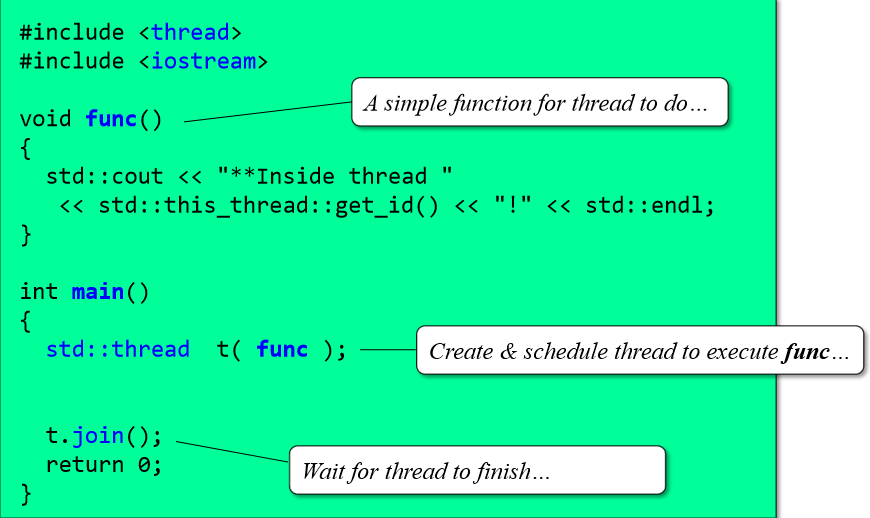 #include <thread>
#include <iostream>
A simple function for thread to do…
void func()
{
std::cout << "**Inside thread "
<< std::this_thread::get_id() << "!" << std::endl;
}
int main()
{
std::thread t( func );
Create & schedule thread to execute func…
t.join();
Wait for thread to finish…
return 0;
}